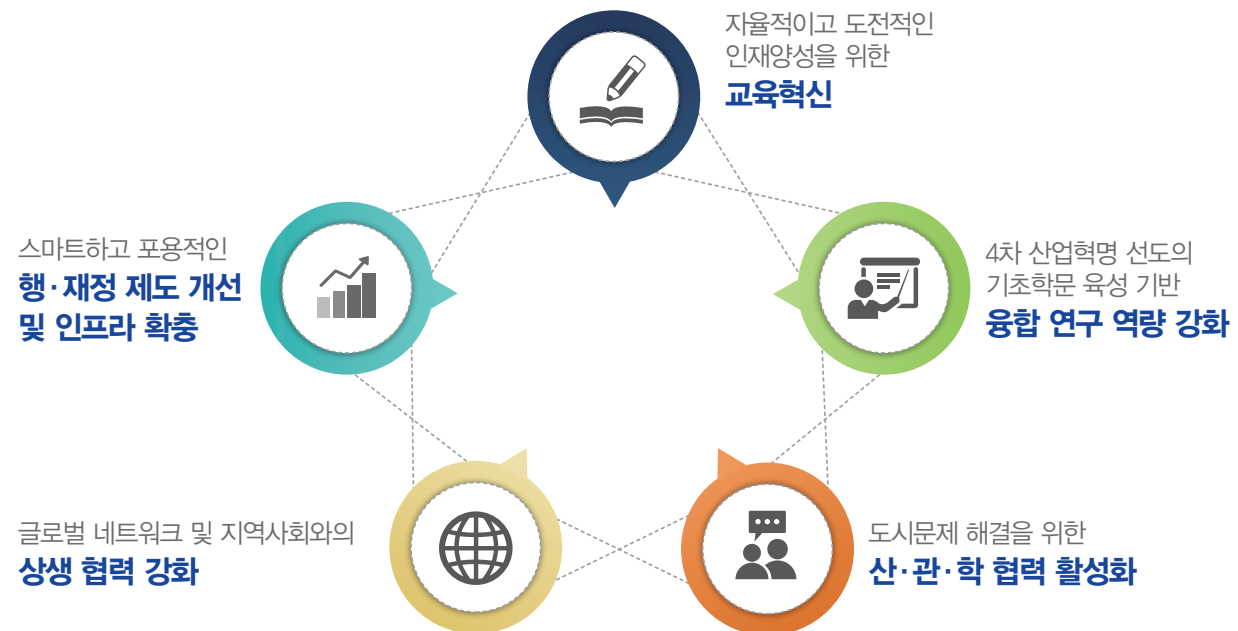 자율적이고 도전적인
인재양성을 위한
교육혁신
스마트하고 포용적인
행·재정 제도 개선
및 인프라 확충
4차 산업혁명 선도의
기초학문 육성 기반
융합 연구 역량 강화
글로벌 네트워크 및 지역사회와의
상생 협력 강화
도시문제 해결을 위한
산·관·학 협력 활성화